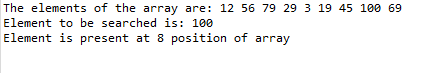 The elements of the array are: 12 56 79 29 3 19 45 100 69
Element to be searched is: 100
Element is present at 8 position of array